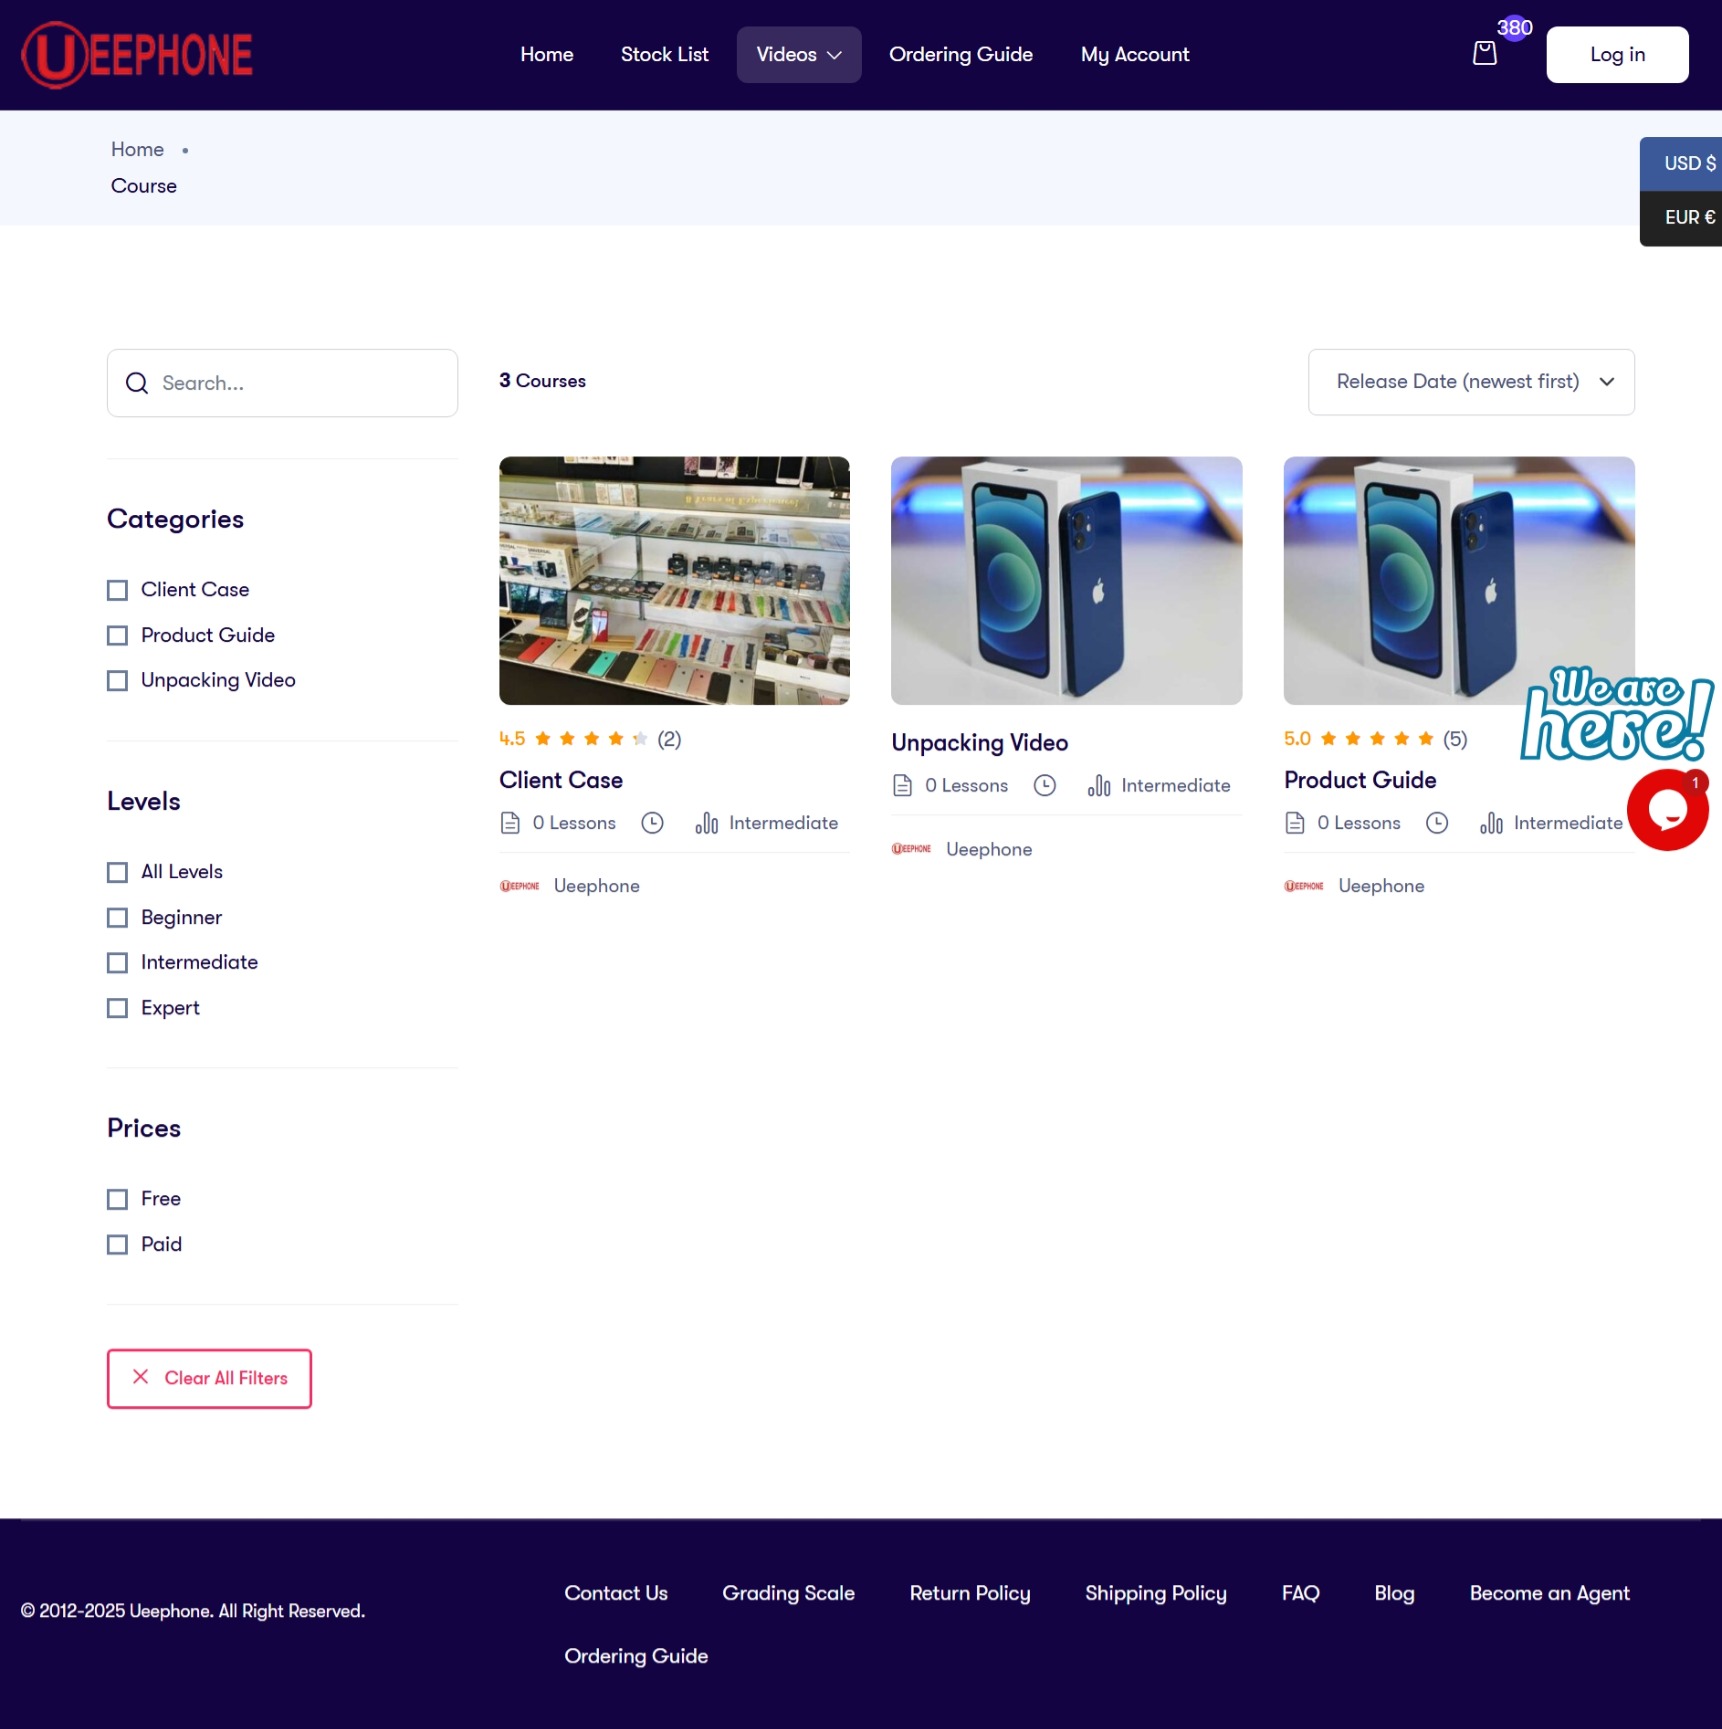 UEEPHONE
Home
Stock List
Videos
Ordering Guide
My Account
380
Log in
Home •
Course
USD $
EUR €
Search...
3 Courses
Release Date (newest first)
Categories
Client Case
Product Guide
Unpacking Video
Levels
All Levels
Beginner
Intermediate
Expert
Prices
Free
Paid
Clear All Filters
4.5 (2)
Client Case
0 Lessons Intermediate
UEEPHONE Ueephone
Unpacking Video
0 Lessons Intermediate
UEEPHONE Ueephone
5.0 (5)
Product Guide
0 Lessons Intermediate
UEEPHONE Ueephone
We are
here!
1
© 2012-2025 Ueephone. All Right Reserved.
Contact Us
Grading Scale
Return Policy
Shipping Policy
FAQ
Blog
Become an Agent
Ordering Guide